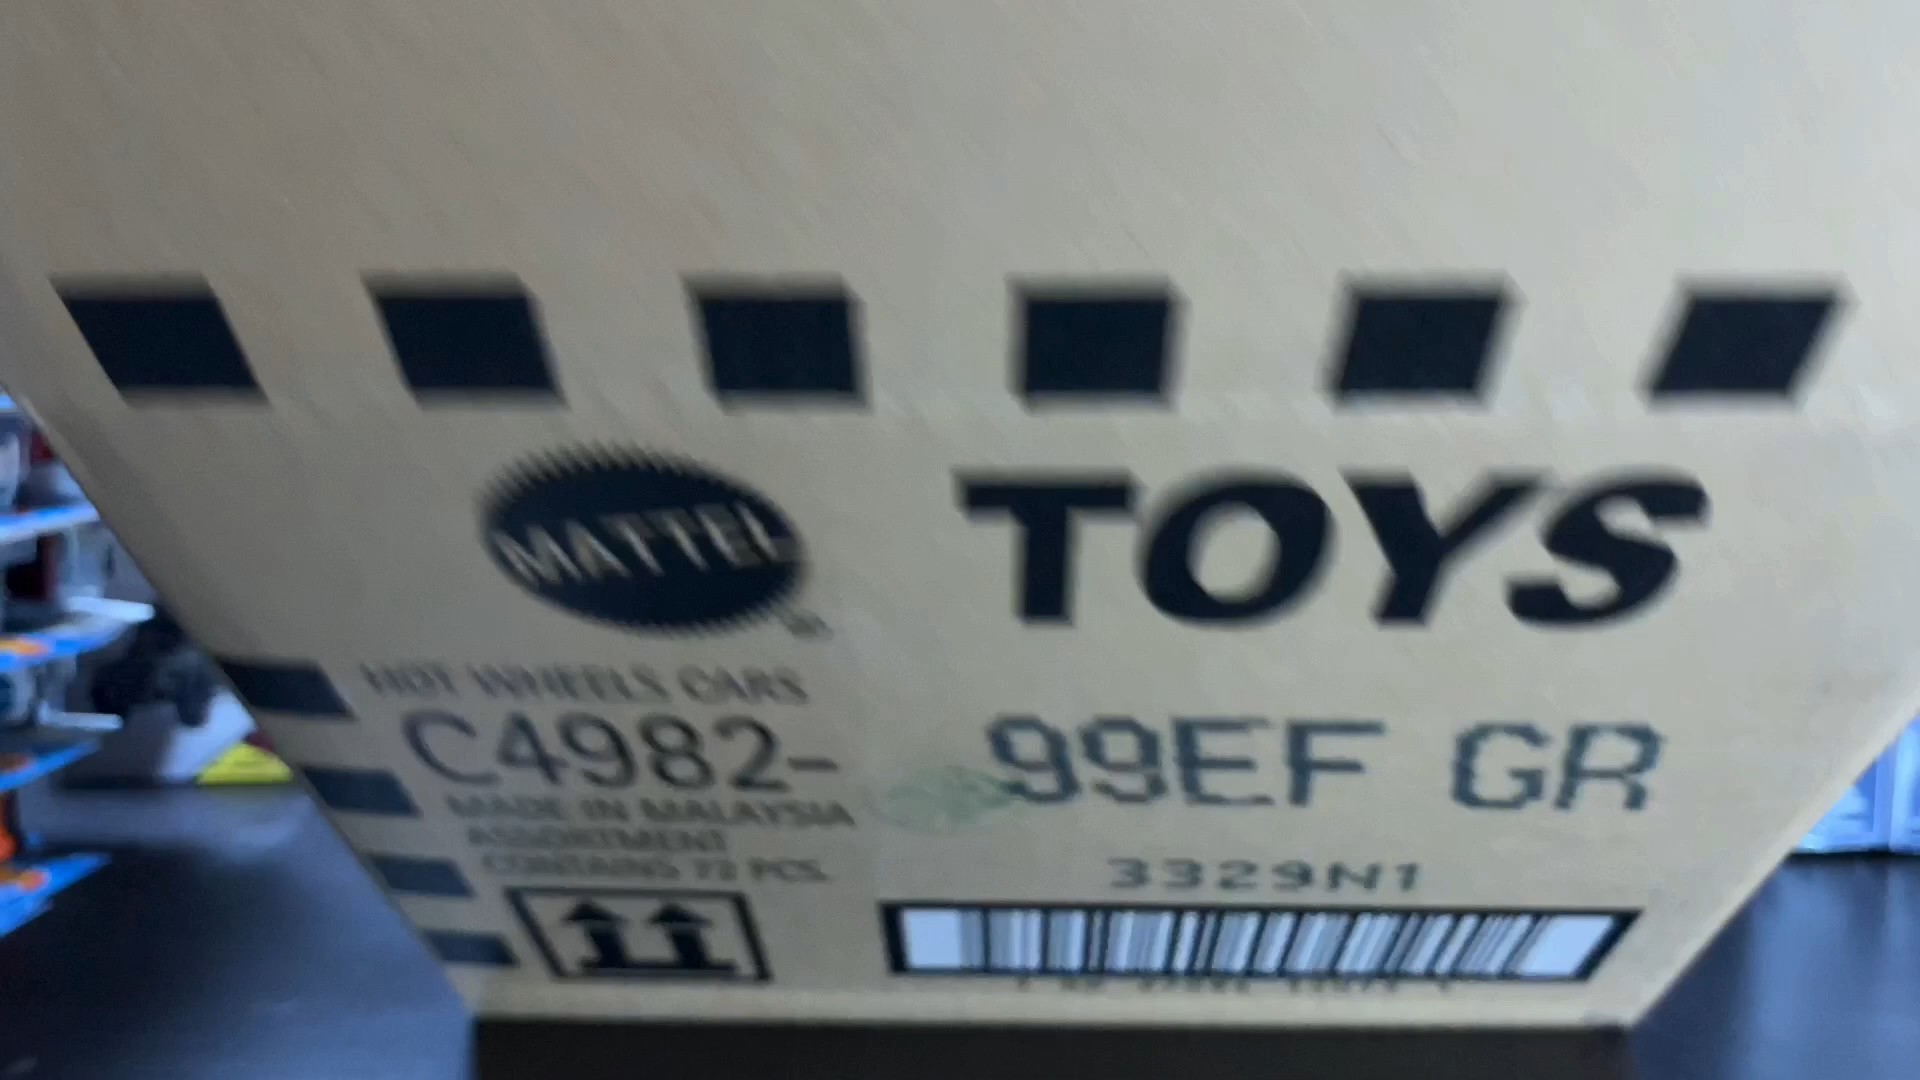 MATTEL TOYS
HOT WHEELS CARS
C4982- 99EF GR
MADE IN MALAYSIA
ASSORTMENT
CONTAINS 72 PCS.
3329N1